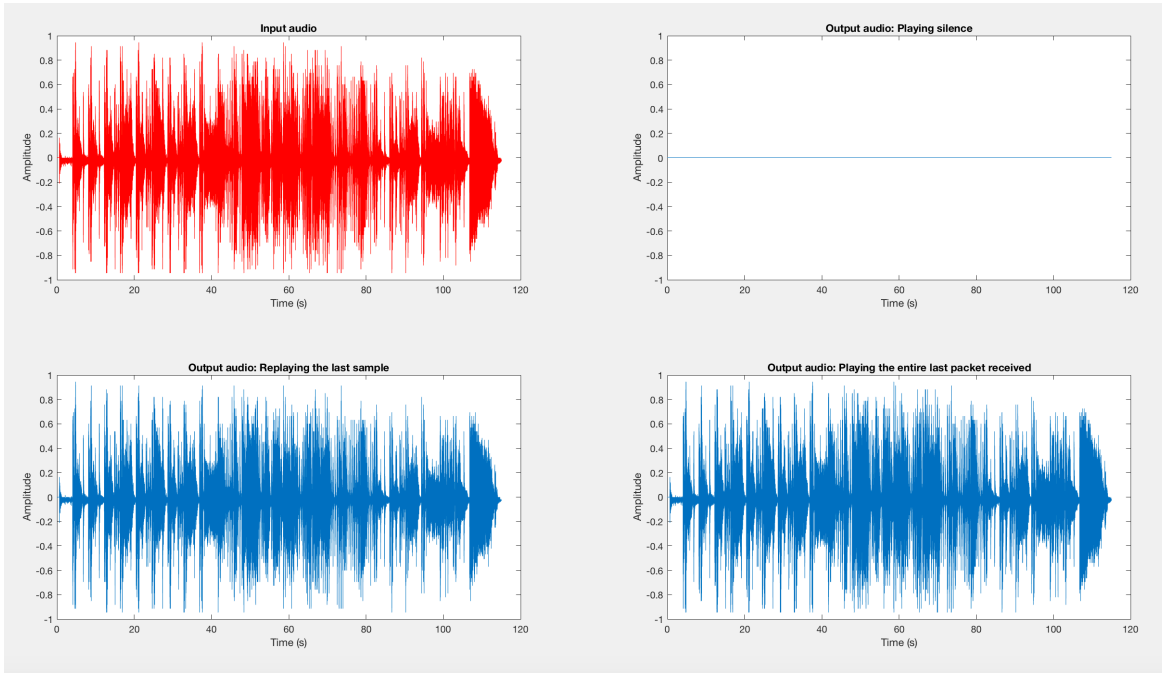 Input audio
1
0.8
0.6
0.4
0.2
0
-0.2
-0.4
-0.6
-0.8
-1
Amplitude
0 20 40 60 80 100 120
Time (s)
Output audio: Playing silence
1
0.8
0.6
0.4
0.2
0
-0.2
-0.4
-0.6
-0.8
-1
Amplitude
0 20 40 60 80 100 120
Time (s)
Output audio: Replaying the last sample
1
0.8
0.6
0.4
0.2
0
-0.2
-0.4
-0.6
-0.8
-1
Amplitude
0 20 40 60 80 100 120
Time (s)
Output audio: Playing the entire last packet received
1
0.8
0.6
0.4
0.2
0
-0.2
-0.4
-0.6
-0.8
-1
Amplitude
0 20 40 60 80 100 120
Time (s)